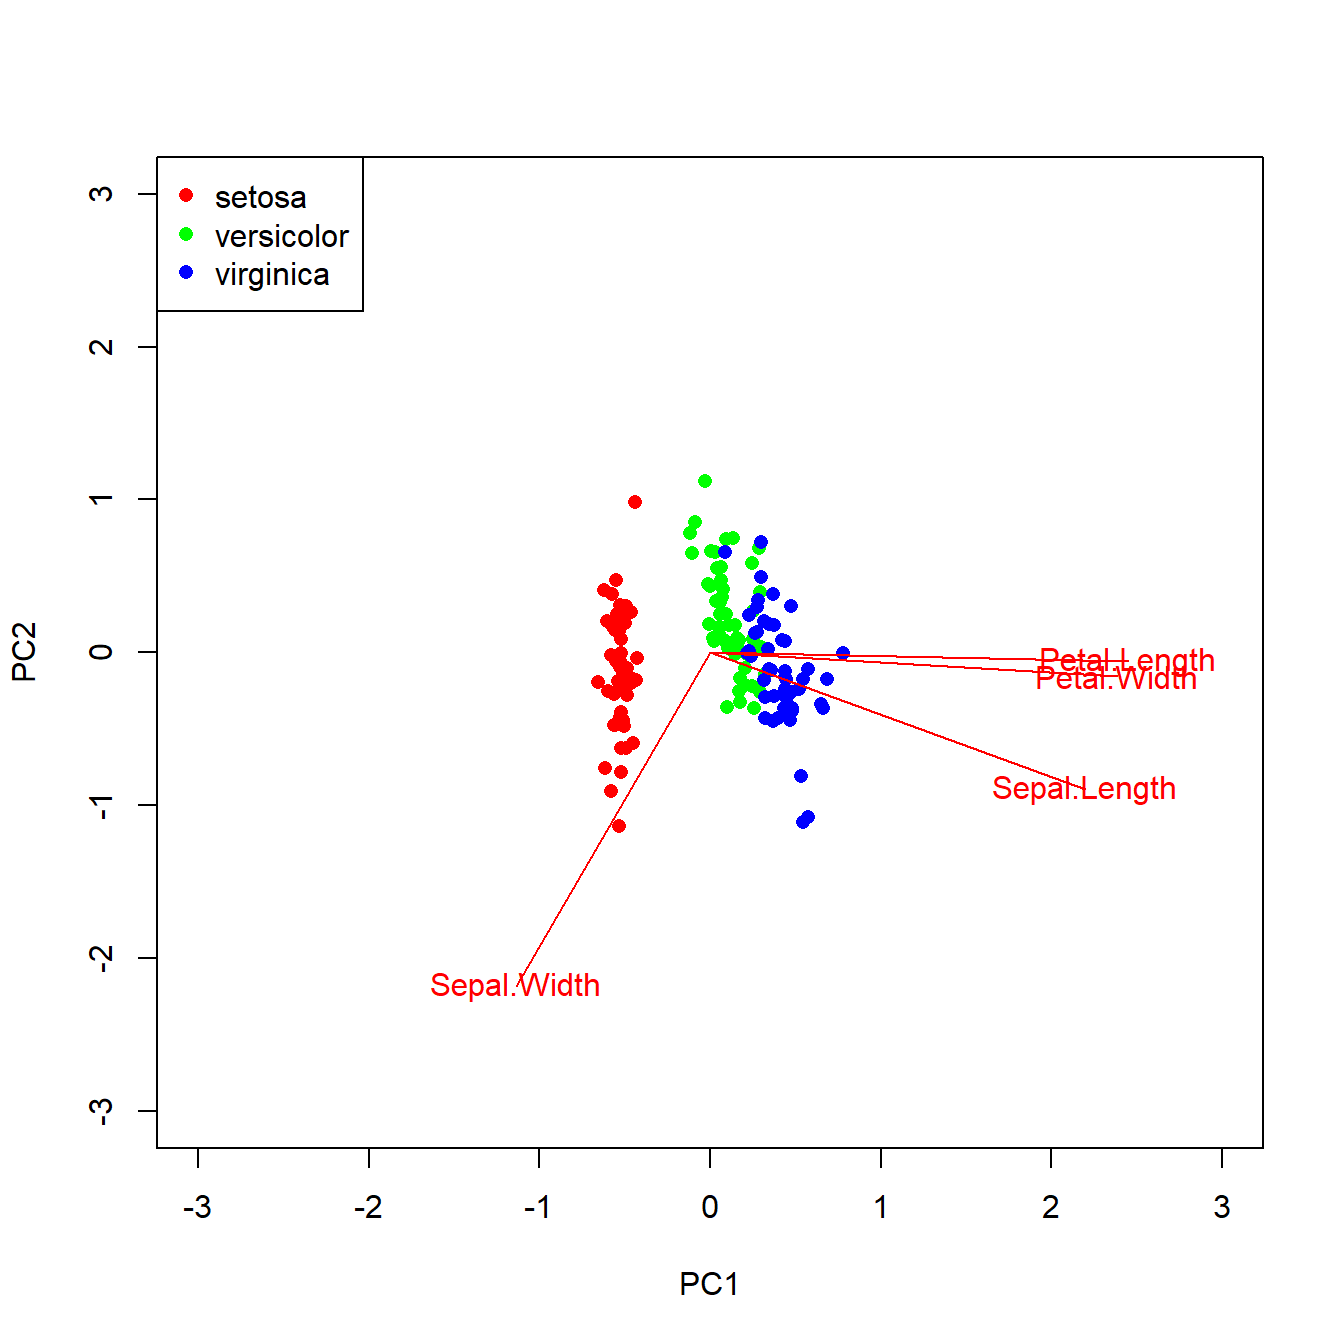 setosa
versicolor
virginica
3
2
1
0
-1
-2
-3
PC2
Petal.Length
Petal.Width
Sepal.Length
Sepal.Width
-3
-2
-1
0
1
2
3
PC1